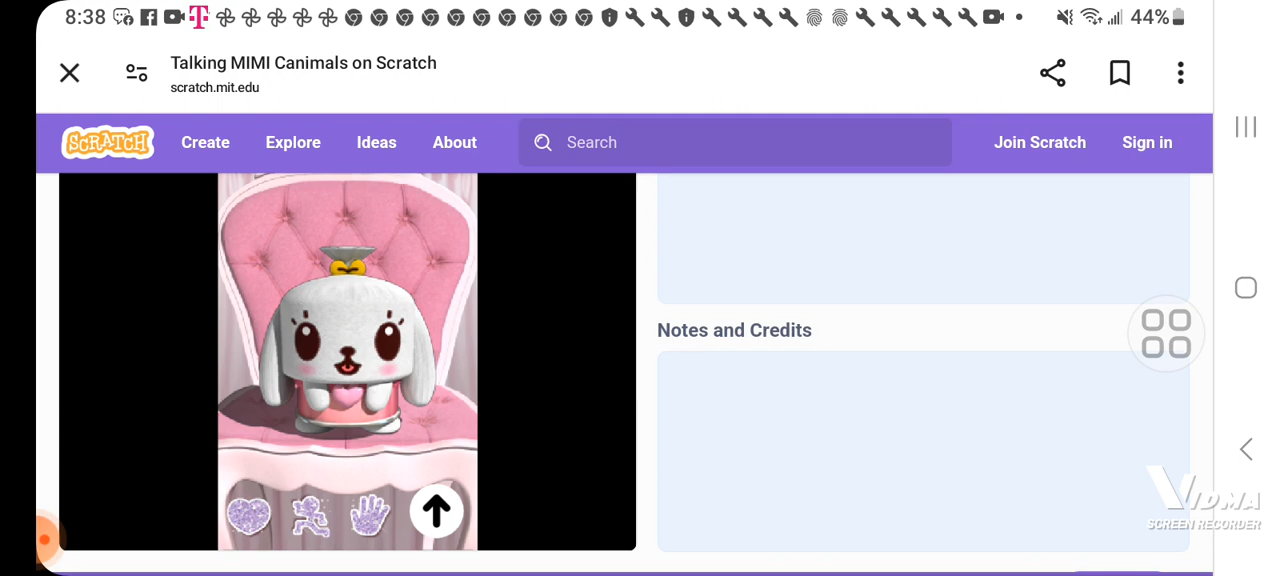 8:38
44%
Talking MIMI Canimals on Scratch
scratch.mit.edu
SCRATCH
Create
Explore
Ideas
About
Search
Join Scratch
Sign in
Notes and Credits
VIDMA
SCREEN RECORDER